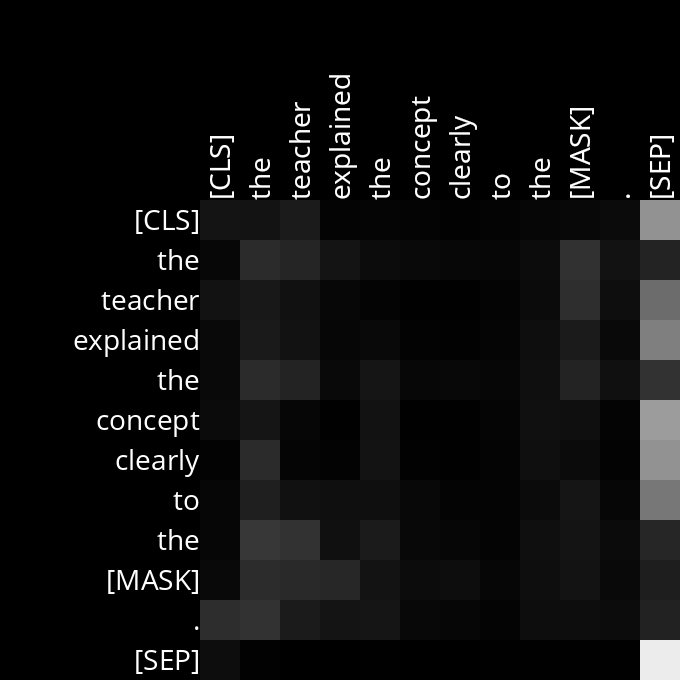 [CLS]
the
teacher
explained
the
concept
clearly
to
the
[MASK]
.
[SEP]
[CLS]
the
teacher
explained
the
concept
clearly
to
the
[MASK]
.
[SEP]